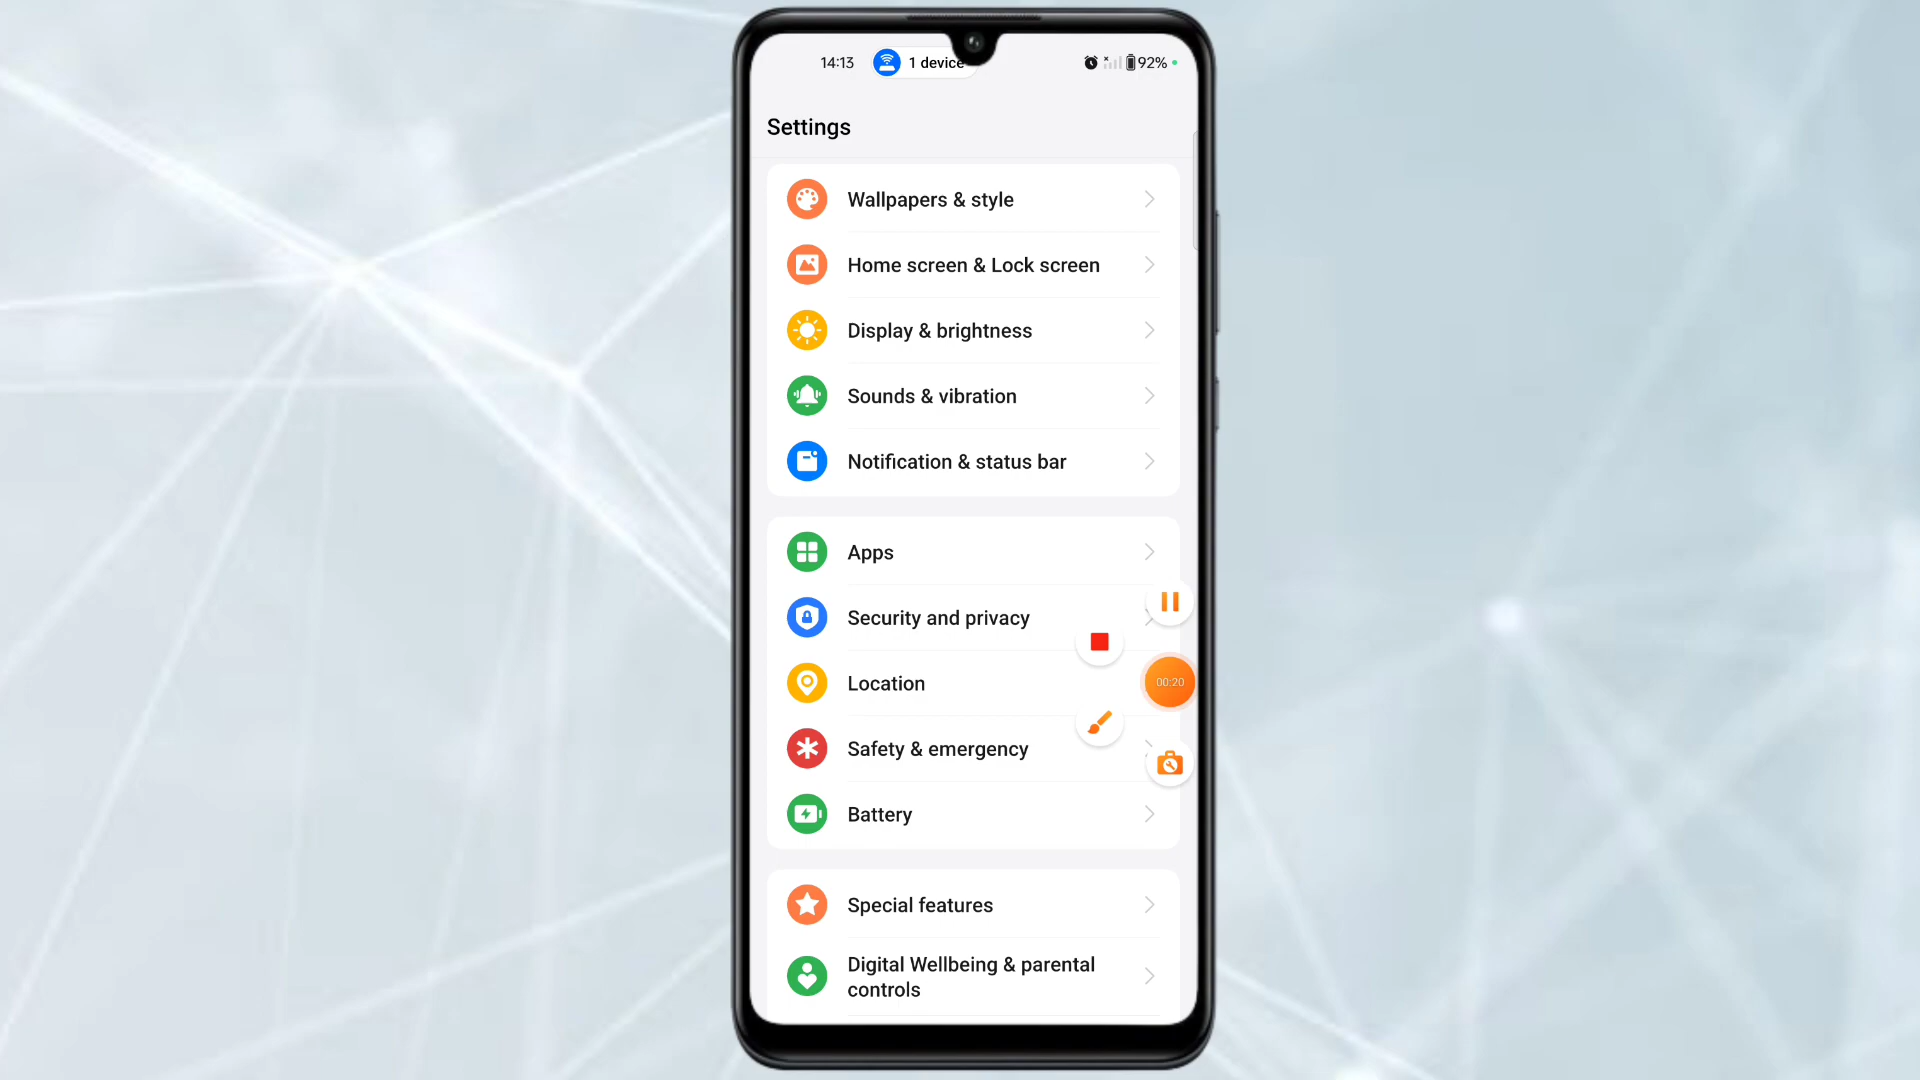 14:13 1 device 92%
Settings
Wallpapers & style
Home screen & Lock screen
Display & brightness
Sounds & vibration
Notification & status bar
Apps
Security and privacy
Location
00:20
Safety & emergency
Battery
Special features
Digital Wellbeing & parental
controls